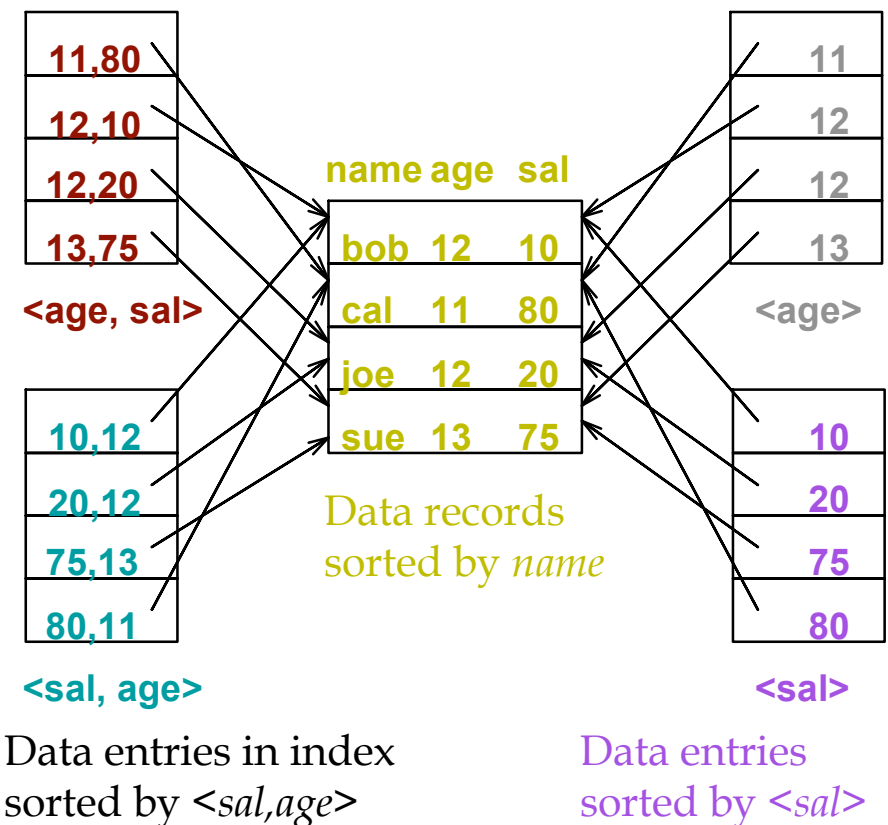 11,80
12,10
12,20
13,75
<age, sal>
10,12
20,12
75,13
80,11
<sal, age>
Data entries in index
sorted by <sal,age>
name age sal
bob 12 10
cal 11 80
joe 12 20
sue 13 75
Data records
sorted by name
11
12
12
13
<age>
10
20
75
80
<sal>
Data entries
sorted by <sal>